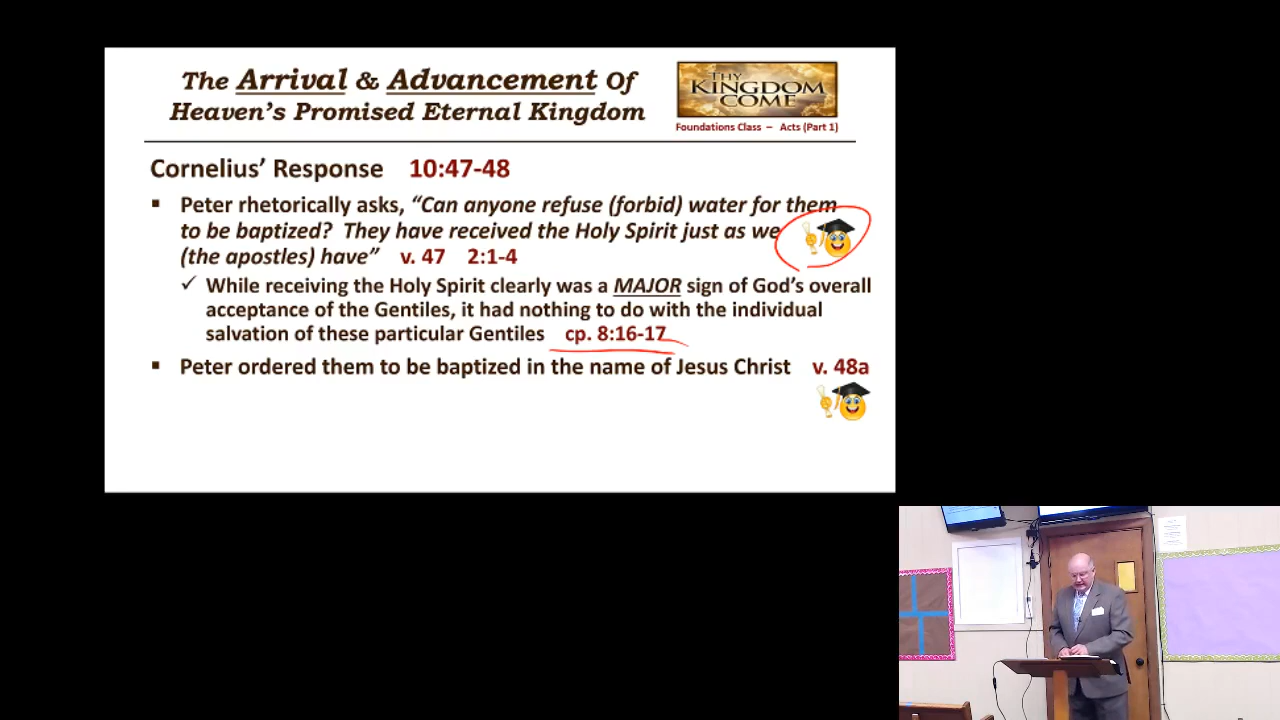 The Arrival & Advancement Of
Heaven's Promised Eternal Kingdom
THY
KINGDOM
COME
Foundations Class – Acts (Part 1)
Cornelius' Response 10:47-48
▪ Peter rhetorically asks, “Can anyone refuse (forbid) water for them
to be baptized? They have received the Holy Spirit just as we
(the apostles) have” v. 47 2:1-4
✓ While receiving the Holy Spirit clearly was a MAJOR sign of God's overall
acceptance of the Gentiles, it had nothing to do with the individual
salvation of these particular Gentiles cp. 8:16-17
▪ Peter ordered them to be baptized in the name of Jesus Christ v. 48a